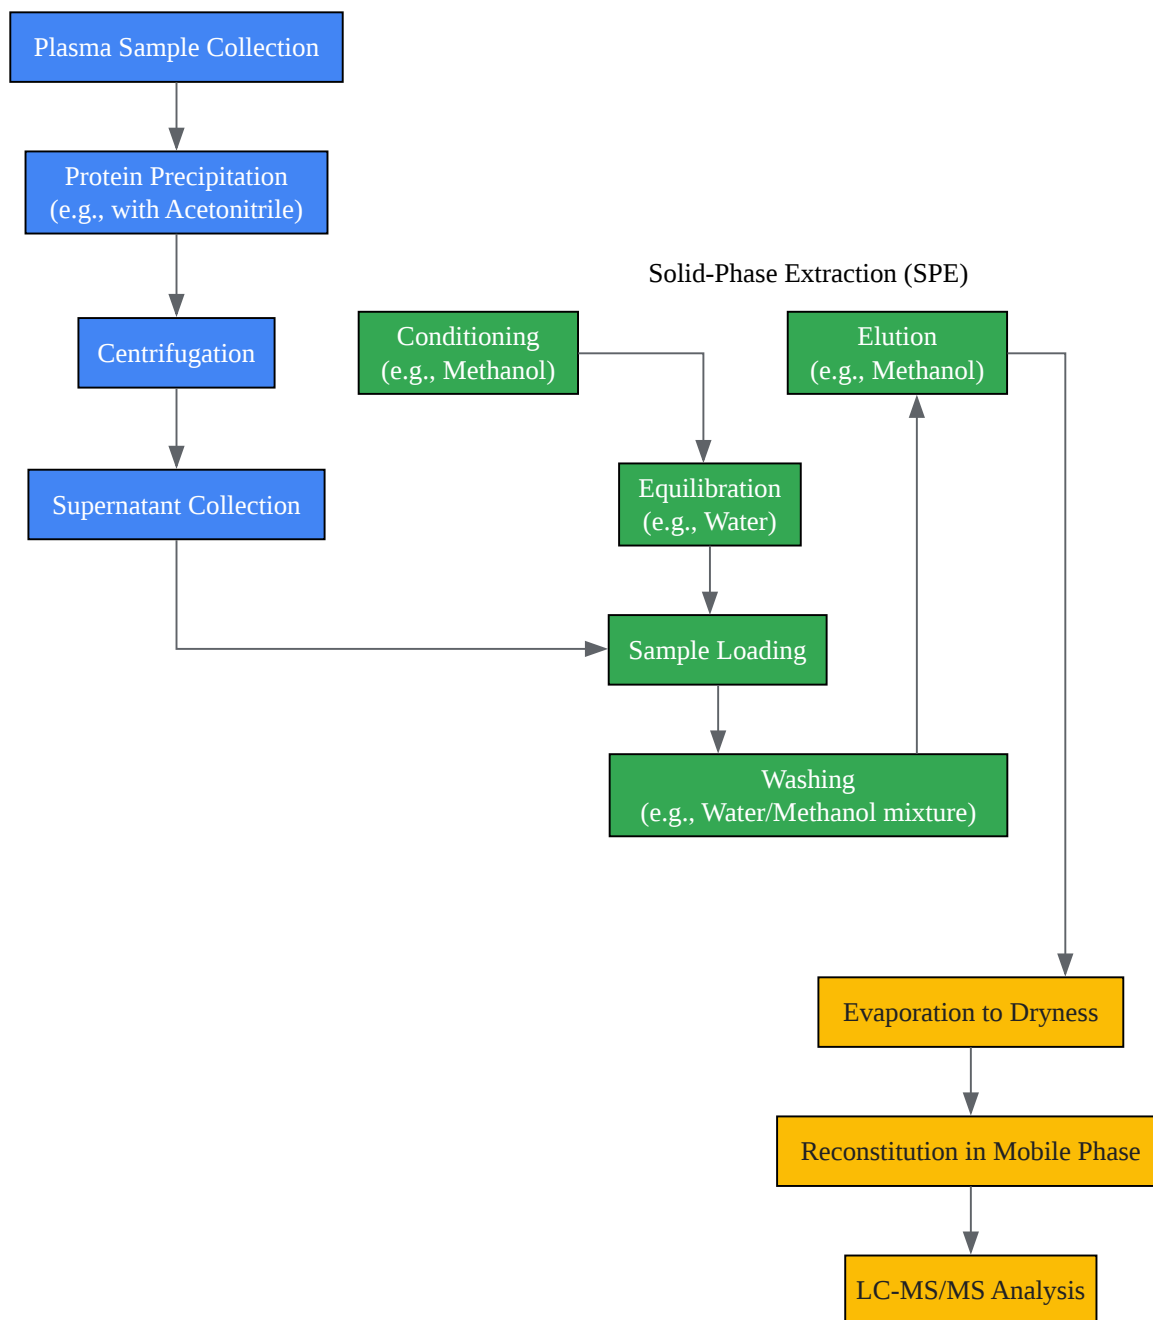 Plasma Sample Collection
Protein Precipitation
(e.g., with Acetonitrile)
Centrifugation
Supernatant Collection
Solid-Phase Extraction (SPE)
Conditioning
(e.g., Methanol)
Elution
(e.g., Methanol)
Equilibration
(e.g., Water)
Sample Loading
Washing
(e.g., Water/Methanol mixture)
Evaporation to Dryness
Reconstitution in Mobile Phase
LC-MS/MS Analysis